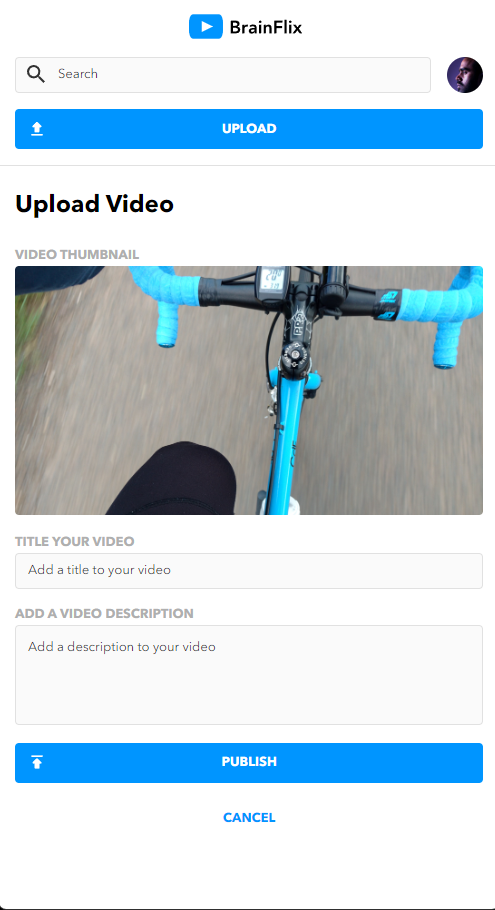 BrainFlix
Search
UPLOAD
Upload Video
VIDEO THUMBNAIL
TITLE YOUR VIDEO
Add a title to your video
ADD A VIDEO DESCRIPTION
Add a description to your video
PUBLISH
CANCEL